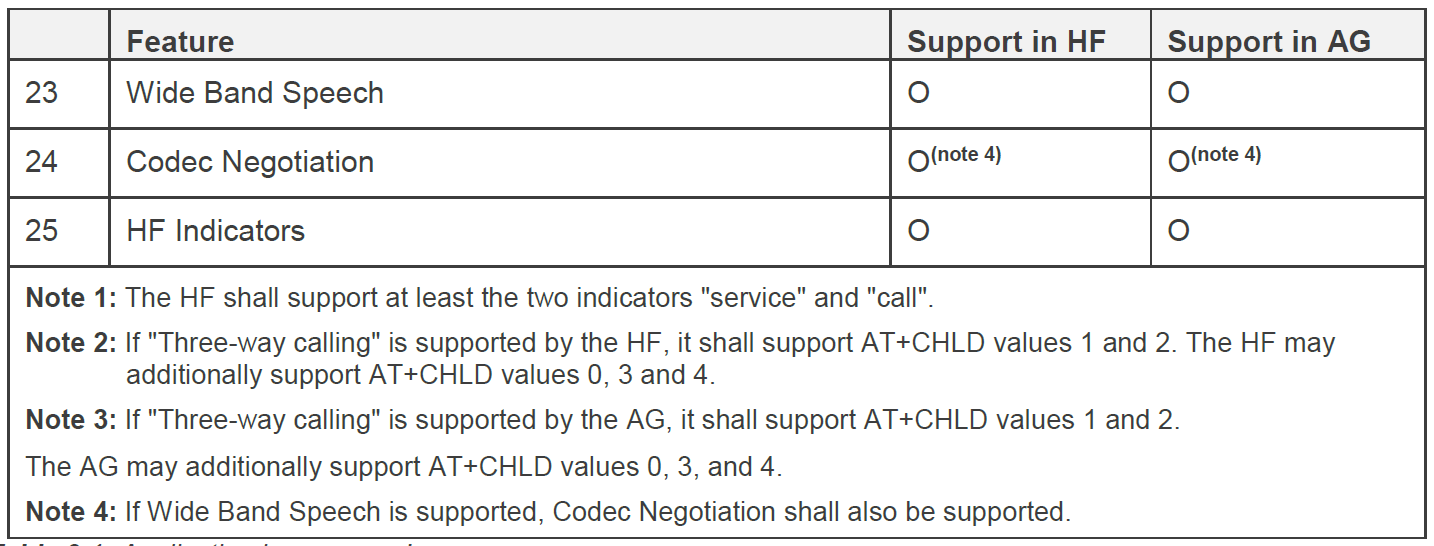 Feature Support in HF Support in AG
23 Wide Band Speech O O
24 Codec Negotiation O(note 4) O(note 4)
25 HF Indicators O O
Note 1: The HF shall support at least the two indicators "service" and "call".
Note 2: If "Three-way calling" is supported by the HF, it shall support AT+CHLD values 1 and 2. The HF may
additionally support AT+CHLD values 0, 3 and 4.
Note 3: If "Three-way calling" is supported by the AG, it shall support AT+CHLD values 1 and 2.
The AG may additionally support AT+CHLD values 0, 3, and 4.
Note 4: If Wide Band Speech is supported, Codec Negotiation shall also be supported.